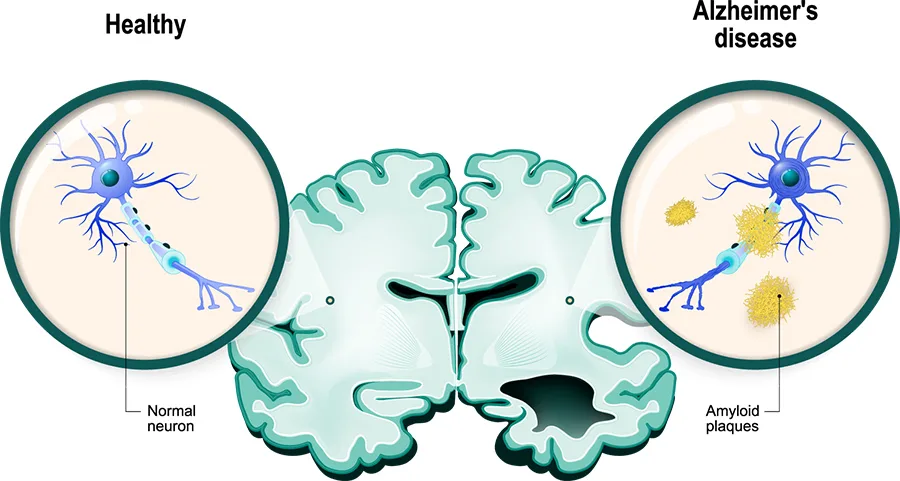 Healthy
Alzheimer's
disease
Normal
neuron
Amyloid
plaques